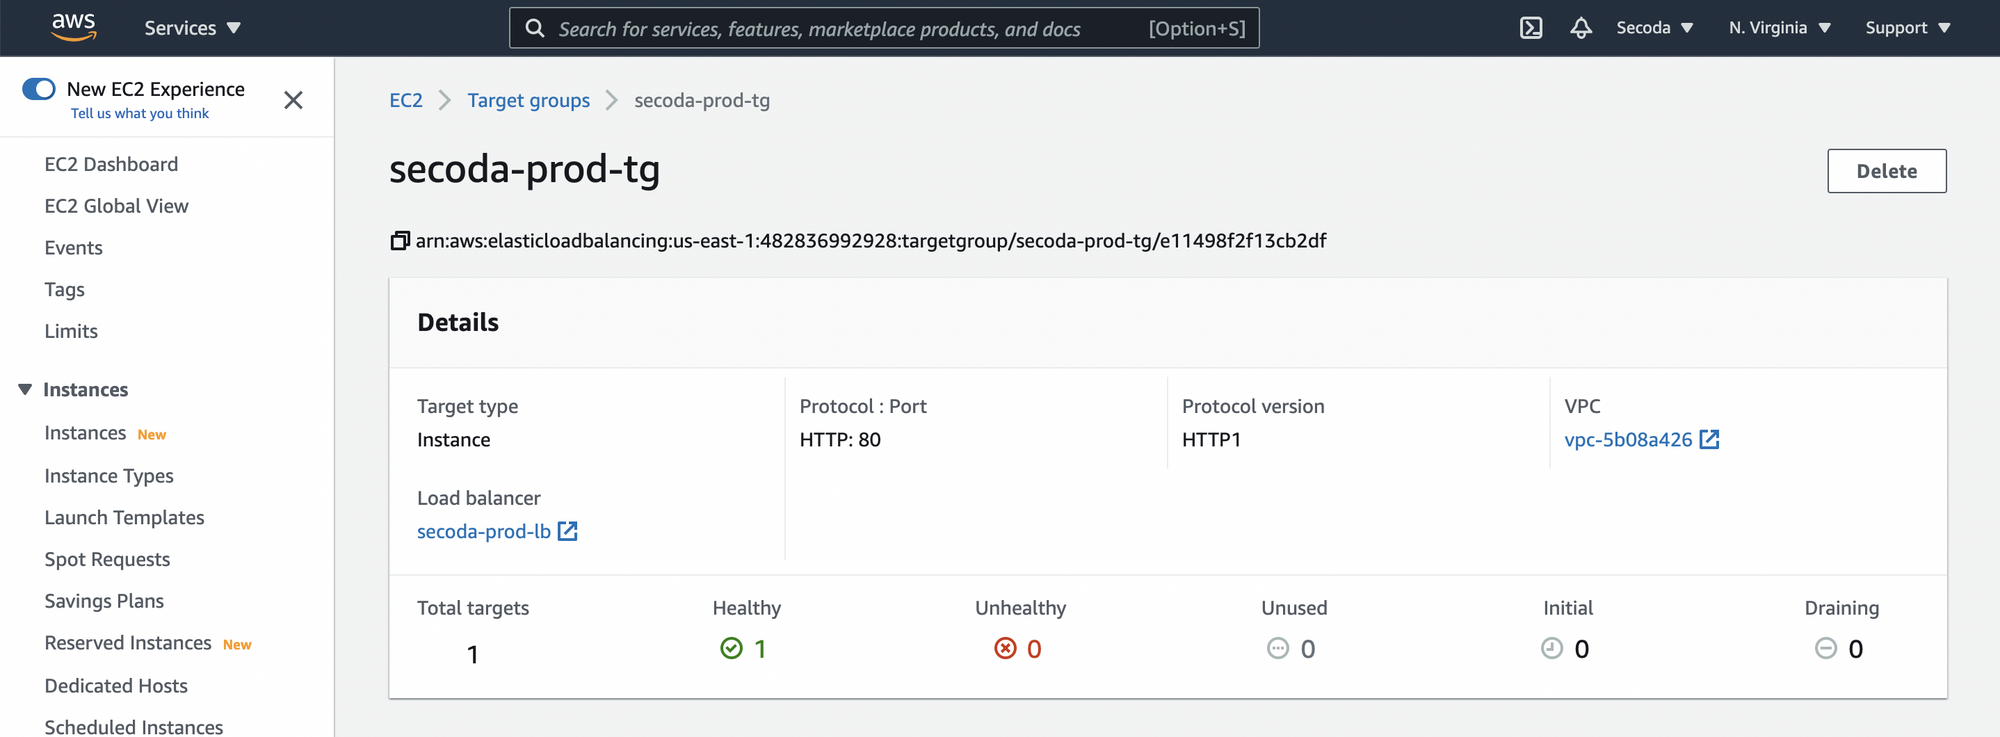 aws
Services
Search for services, features, marketplace products, and docs [Option+S]
Secoda
N. Virginia
Support
New EC2 Experience
Tell us what you think
EC2 Dashboard
EC2 Global View
Events
Tags
Limits
Instances
Instances New
Instance Types
Launch Templates
Spot Requests
Savings Plans
Reserved Instances New
Dedicated Hosts
Scheduled Instances
EC2 > Target groups > secoda-prod-tg
secoda-prod-tg
Delete
arn:aws:elasticloadbalancing:us-east-1:482836992928:targetgroup/secoda-prod-tg/e11498f2f13cb2df
Details
Target type
Instance
Protocol : Port
HTTP: 80
Protocol version
HTTP1
VPC
vpc-5b08a426
Load balancer
secoda-prod-lb
Total targets
1
Healthy
1
Unhealthy
0
Unused
0
Initial
0
Draining
0